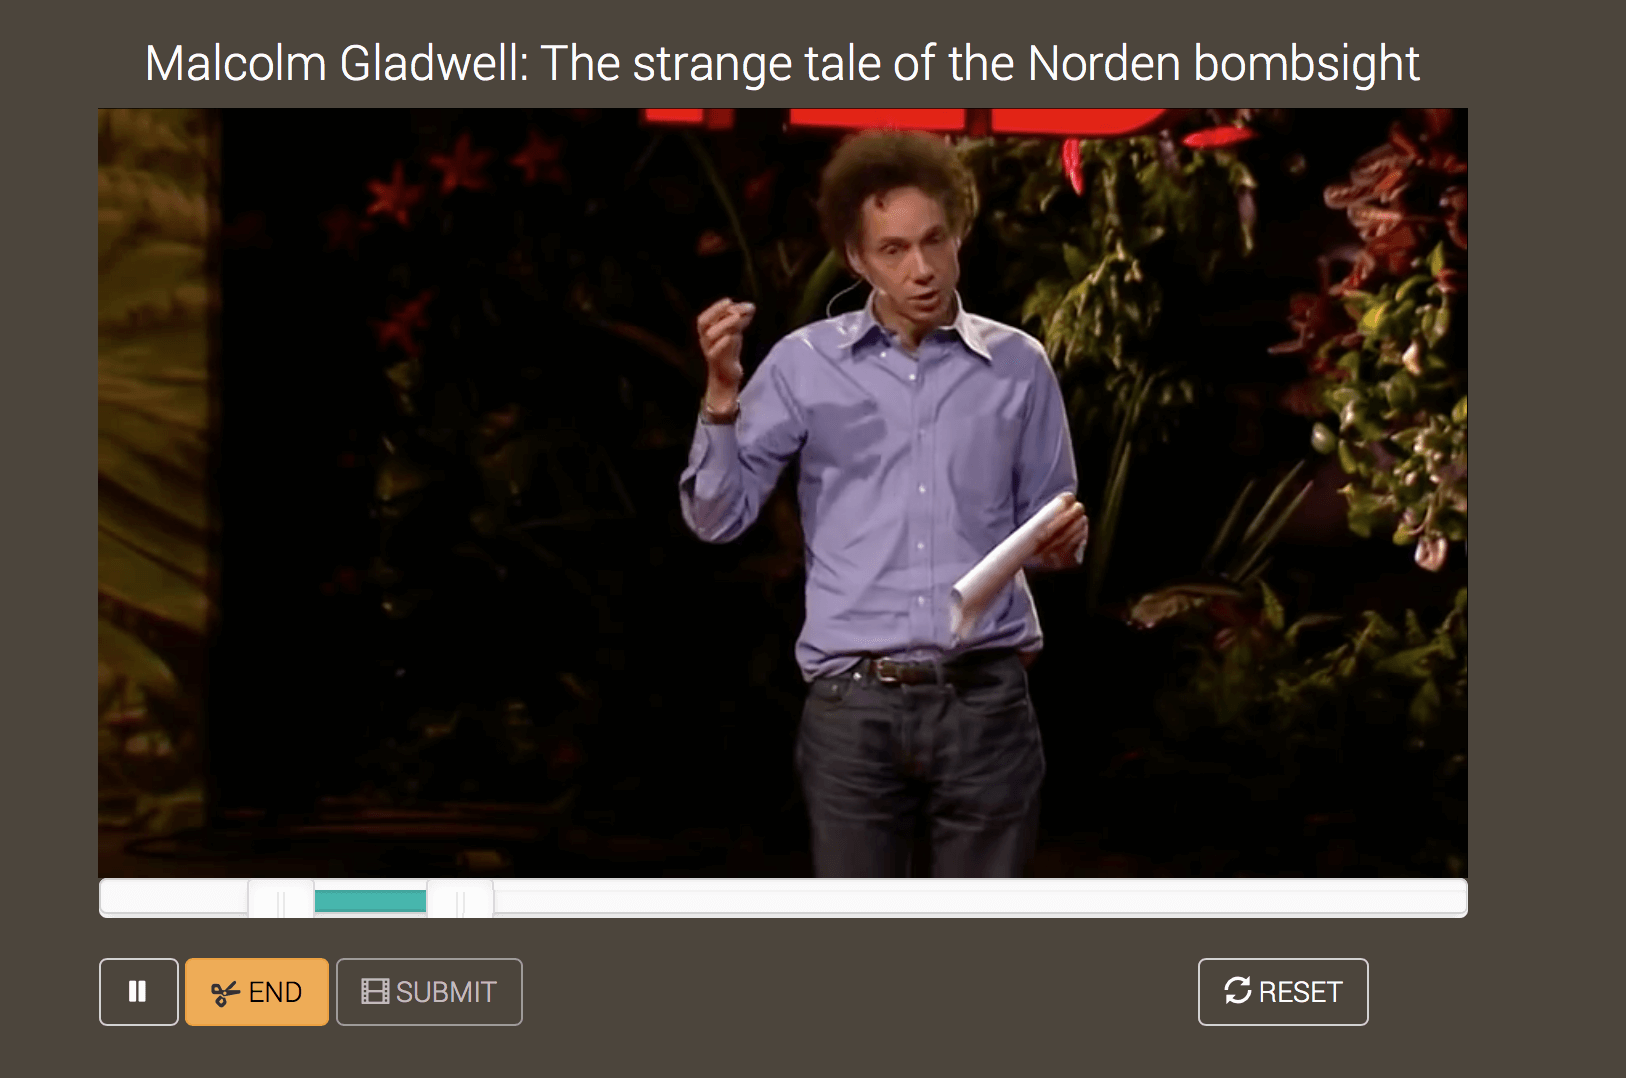 Malcolm Gladwell: The strange tale of the Norden bombsight
END
SUBMIT
RESET